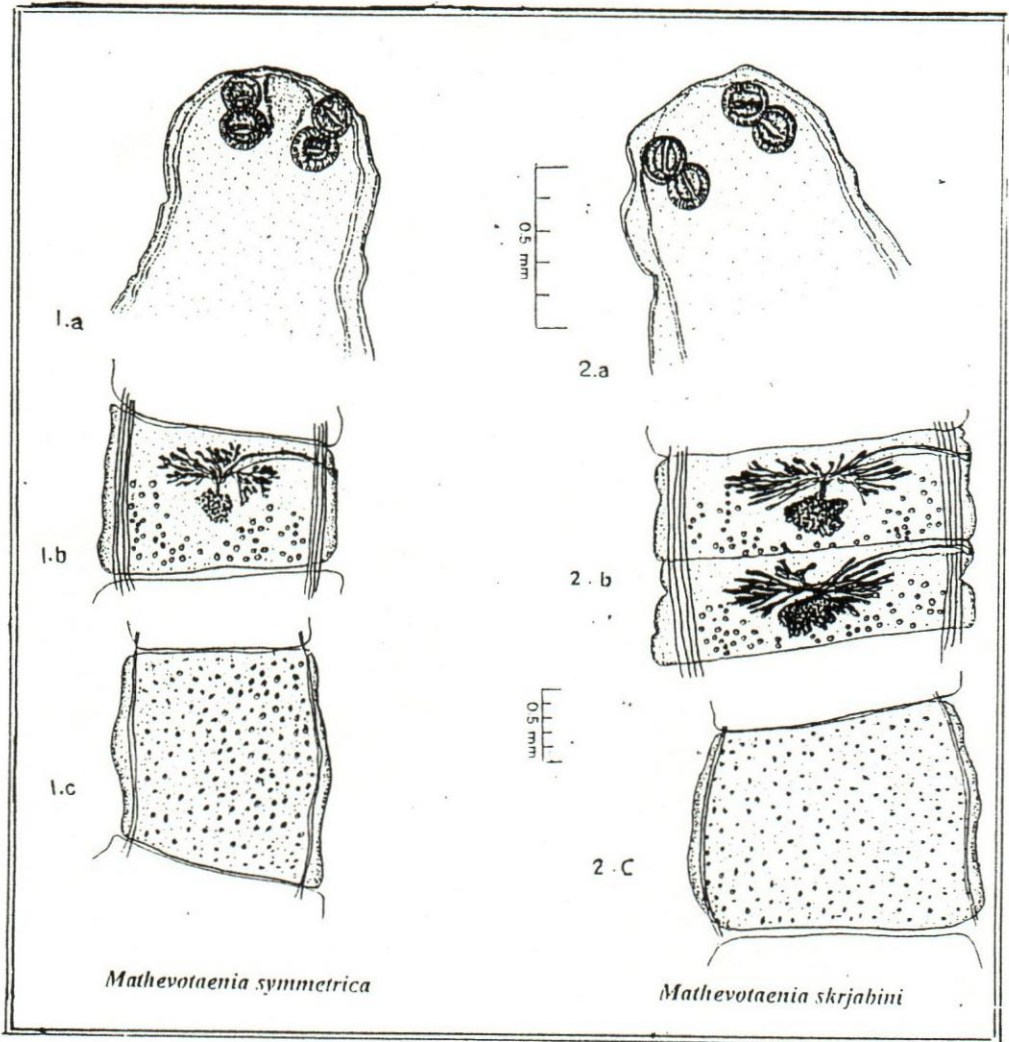 1.a
0.5 mm
2.a
1.b
2.b
1.c
0.5 mm
2.C
Mathevotaenia symmetrica
Mathevotaenia skrjabini